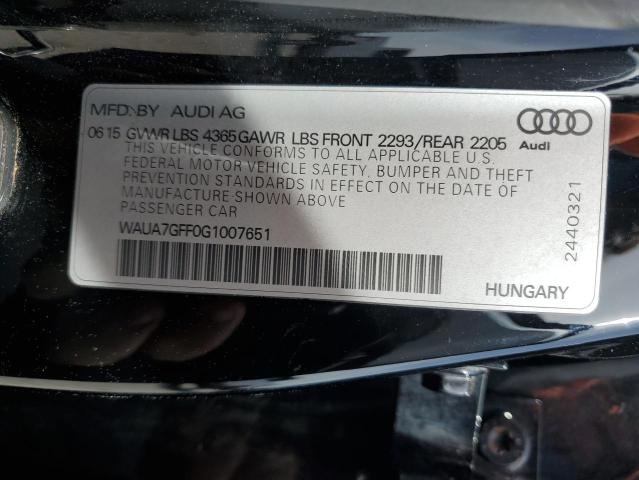 MFD.BY AUDI AG
06 15 GVWR LBS 4365 GAWR LBS FRONT 2293/REAR 2205
Audi
THIS VEHICLE CONFORMS TO ALL APPLICABLE U.S.
FEDERAL MOTOR VEHICLE SAFETY, BUMPER AND THEFT
PREVENTION STANDARDS IN EFFECT ON THE DATE OF
MANUFACTURE SHOWN ABOVE
PASSENGER CAR
WAUA7GFF0G1007651
HUNGARY
2440321